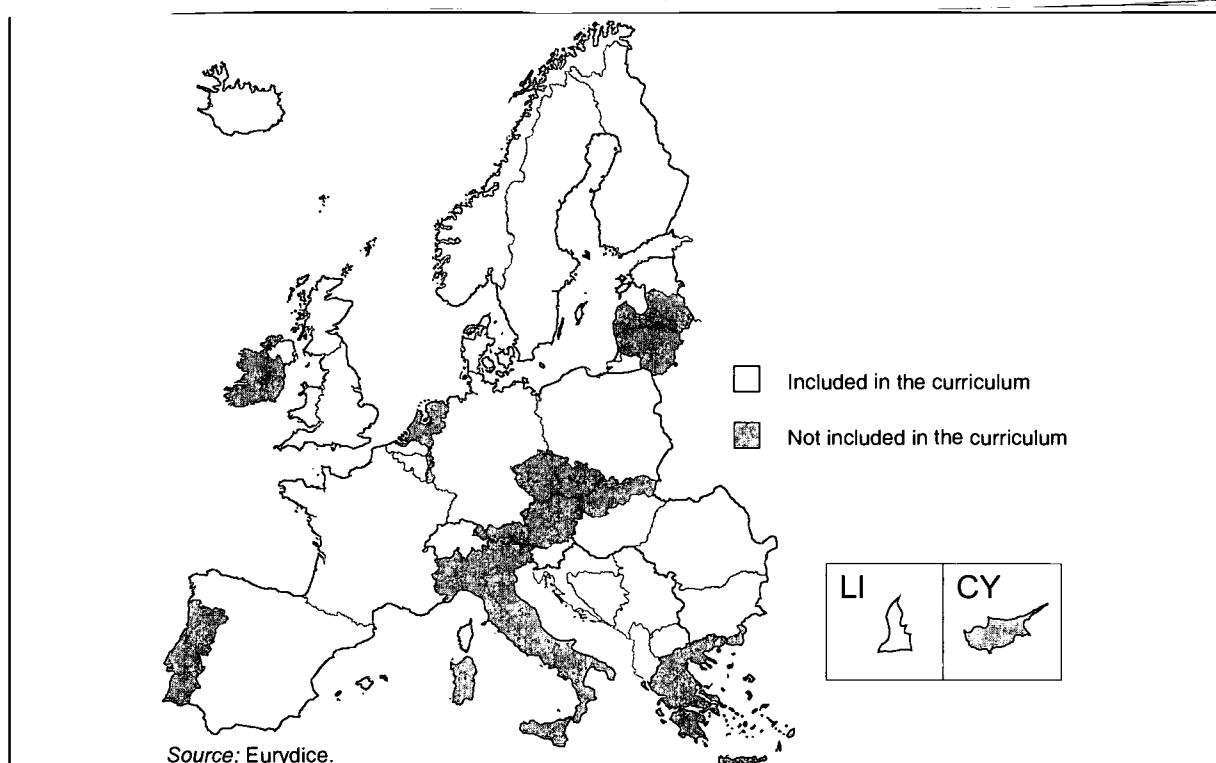 Included in the curriculum
Not included in the curriculum
LI
CY
Source: Eurydice.